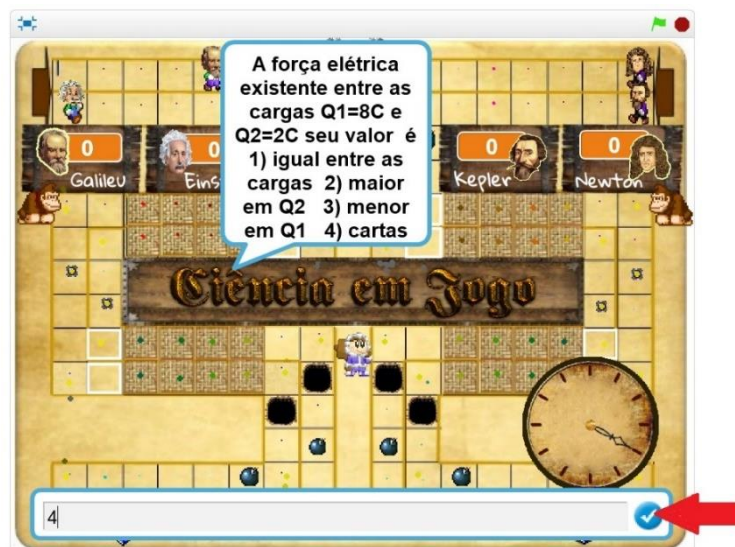 A força elétrica
existente entre as
cargas Q1=8C e
Q2=2C seu valor é
1) igual entre as
cargas 2) maior
em Q2 3) menor
em Q1 4) cartas
0
0
0
0
Galileu
Eins
Kepler
Newton
Ciência em Jogo
4